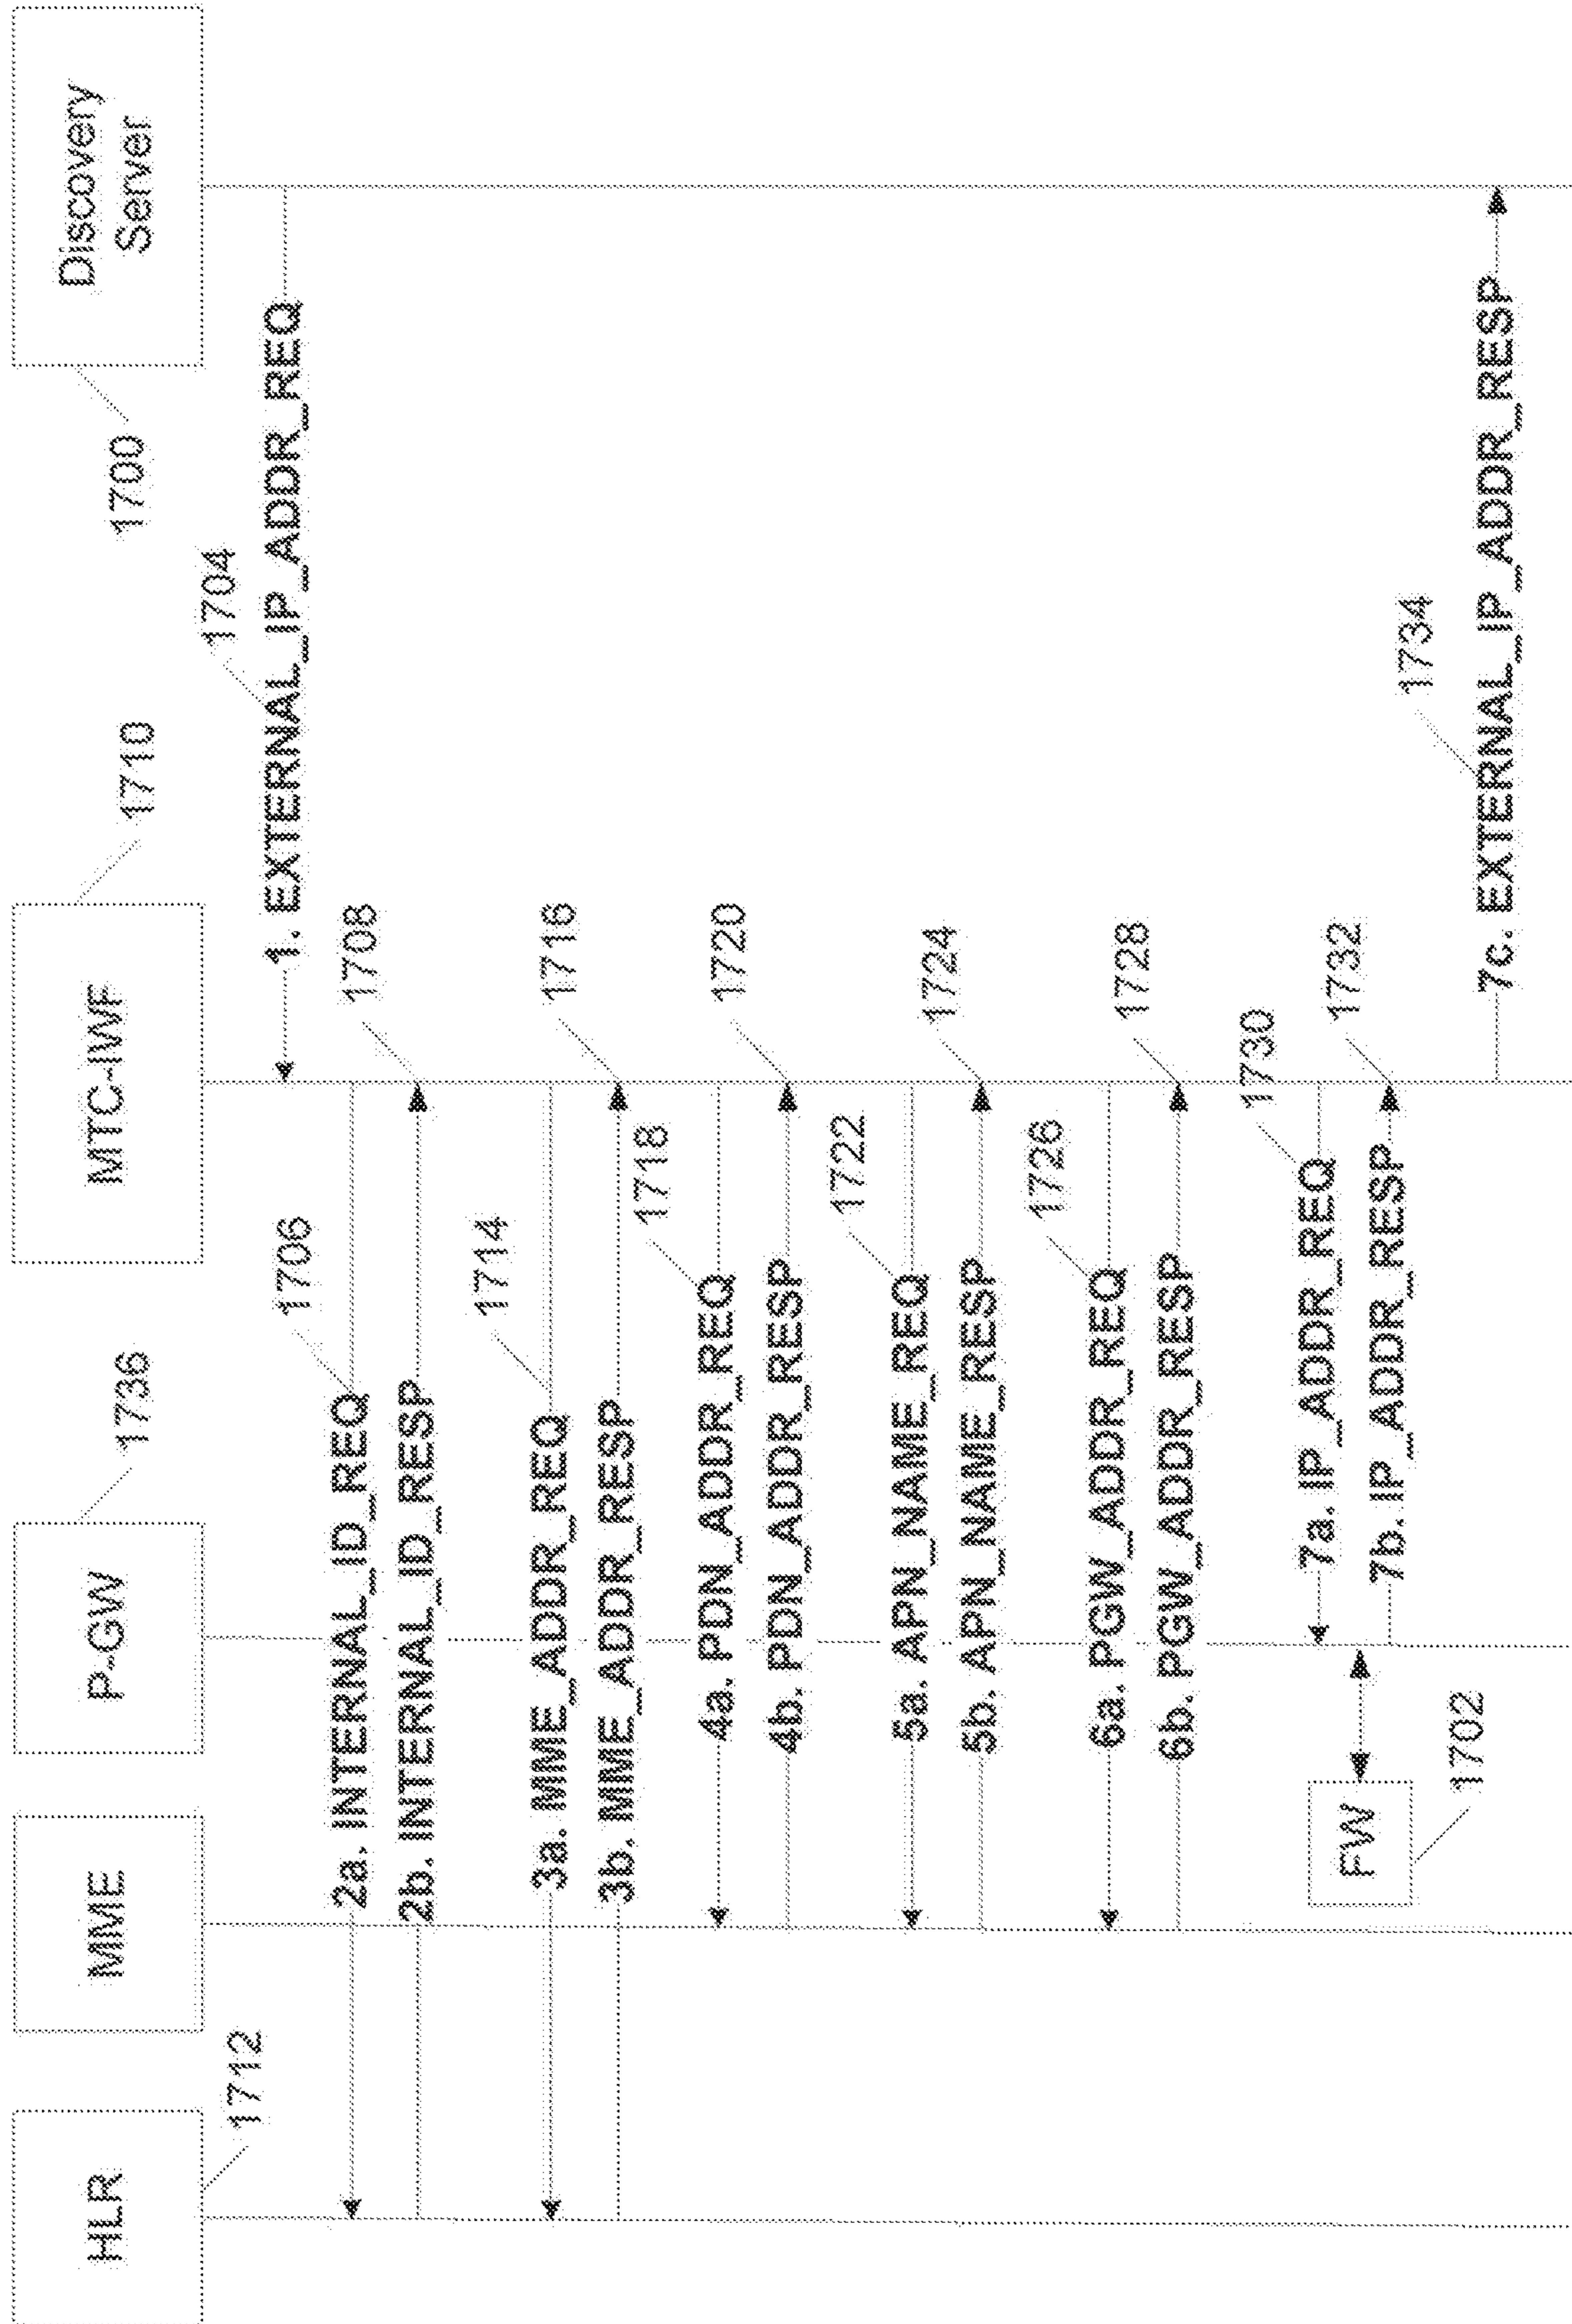 HLR
MME
P-GW
MTC-IWF
Discovery
Server
1712
1736
1710
1700
1704
1. EXTERNAL_IP_ADDR_REQ
1706
2a. INTERNAL_ID_REQ
1708
2b. INTERNAL_ID_RESP
1714
3a. MME_ADDR_REQ
1716
3b. MME_ADDR_RESP
1718
4a. PDN_ADDR_REQ
1720
4b. PDN_ADDR_RESP
1722
5a. APN_NAME_REQ
1724
5b. APN_NAME_RESP
1726
6a. PGW_ADDR_REQ
1728
6b. PGW_ADDR_RESP
1730
7a. IP_ADDR_REQ
FW
1732
7b. IP_ADDR_RESP
1702
1734
7c. EXTERNAL_IP_ADDR_RESP